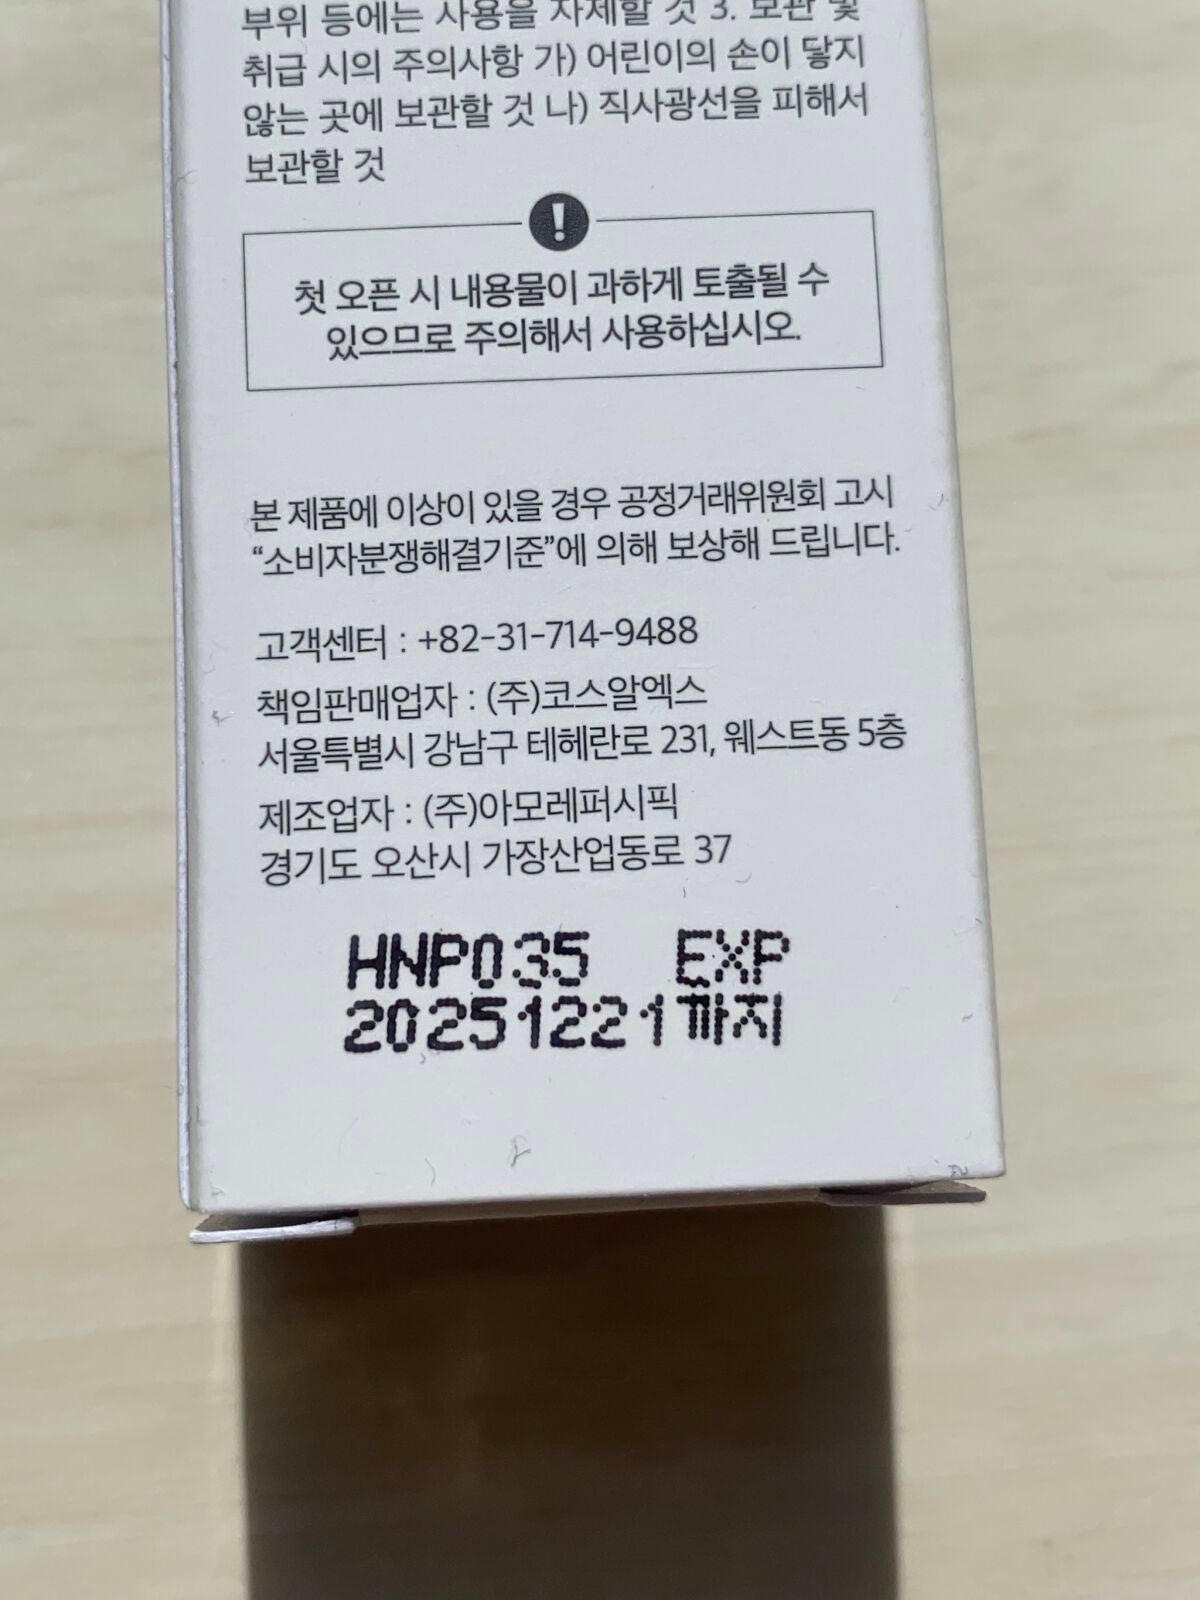 부위 등에는 사용을 자제할 것 3. 보관 및
취급 시의 주의사항 가) 어린이의 손이 닿지
않는 곳에 보관할 것 나) 직사광선을 피해서
보관할 것
!
첫 오픈 시 내용물이 과하게 토출될 수
있으므로 주의해서 사용하십시오.
본 제품에 이상이 있을 경우 공정거래위원회 고시
“소비자분쟁해결기준”에 의해 보상해 드립니다.
고객센터 : +82-31-714-9488
책임판매업자 : (주)코스알엑스
서울특별시 강남구 테헤란로 231, 웨스트동 5층
제조업자 : (주)아모레퍼시픽
경기도 오산시 가장산업동로 37
HNP035 EXP
20251221까지